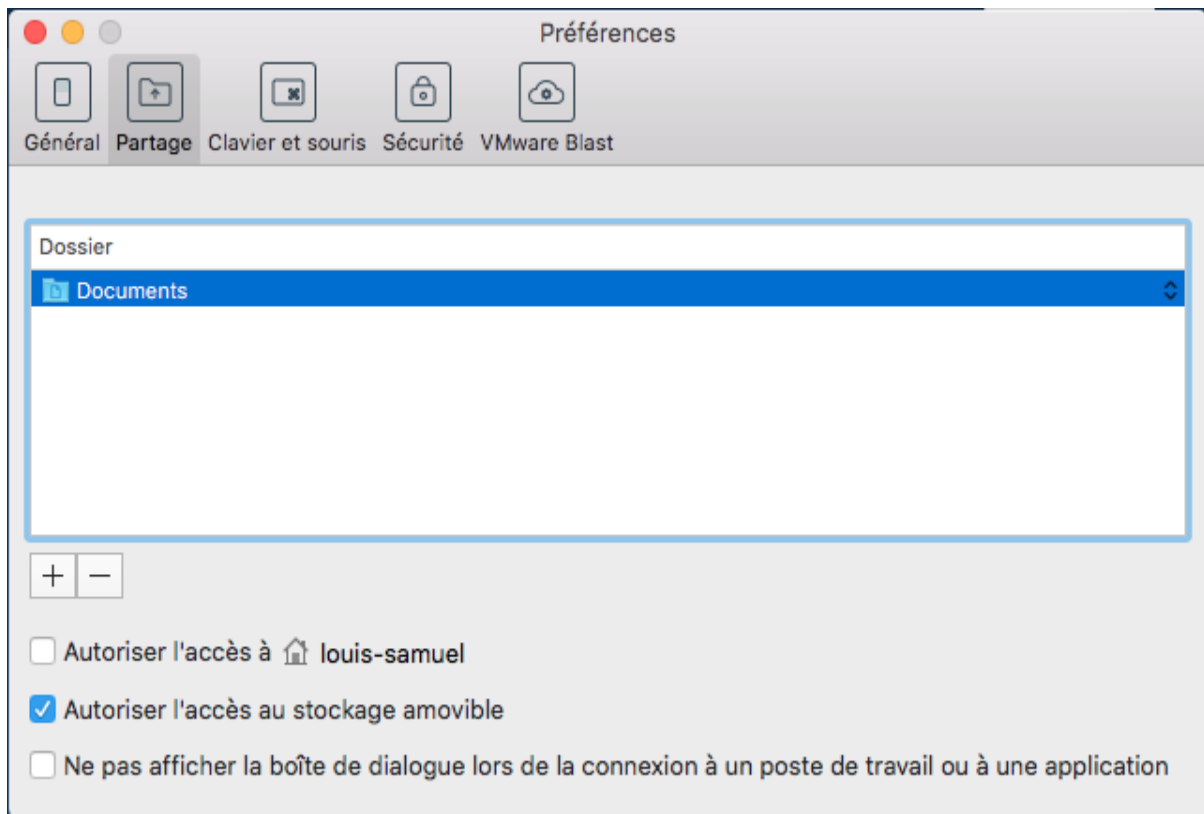 Préférences
Général Partage Clavier et souris Sécurité VMware Blast
Dossier
Documents
+ −
Autoriser l'accès à louis-samuel
Autoriser l'accès au stockage amovible
Ne pas afficher la boîte de dialogue lors de la connexion à un poste de travail ou à une application